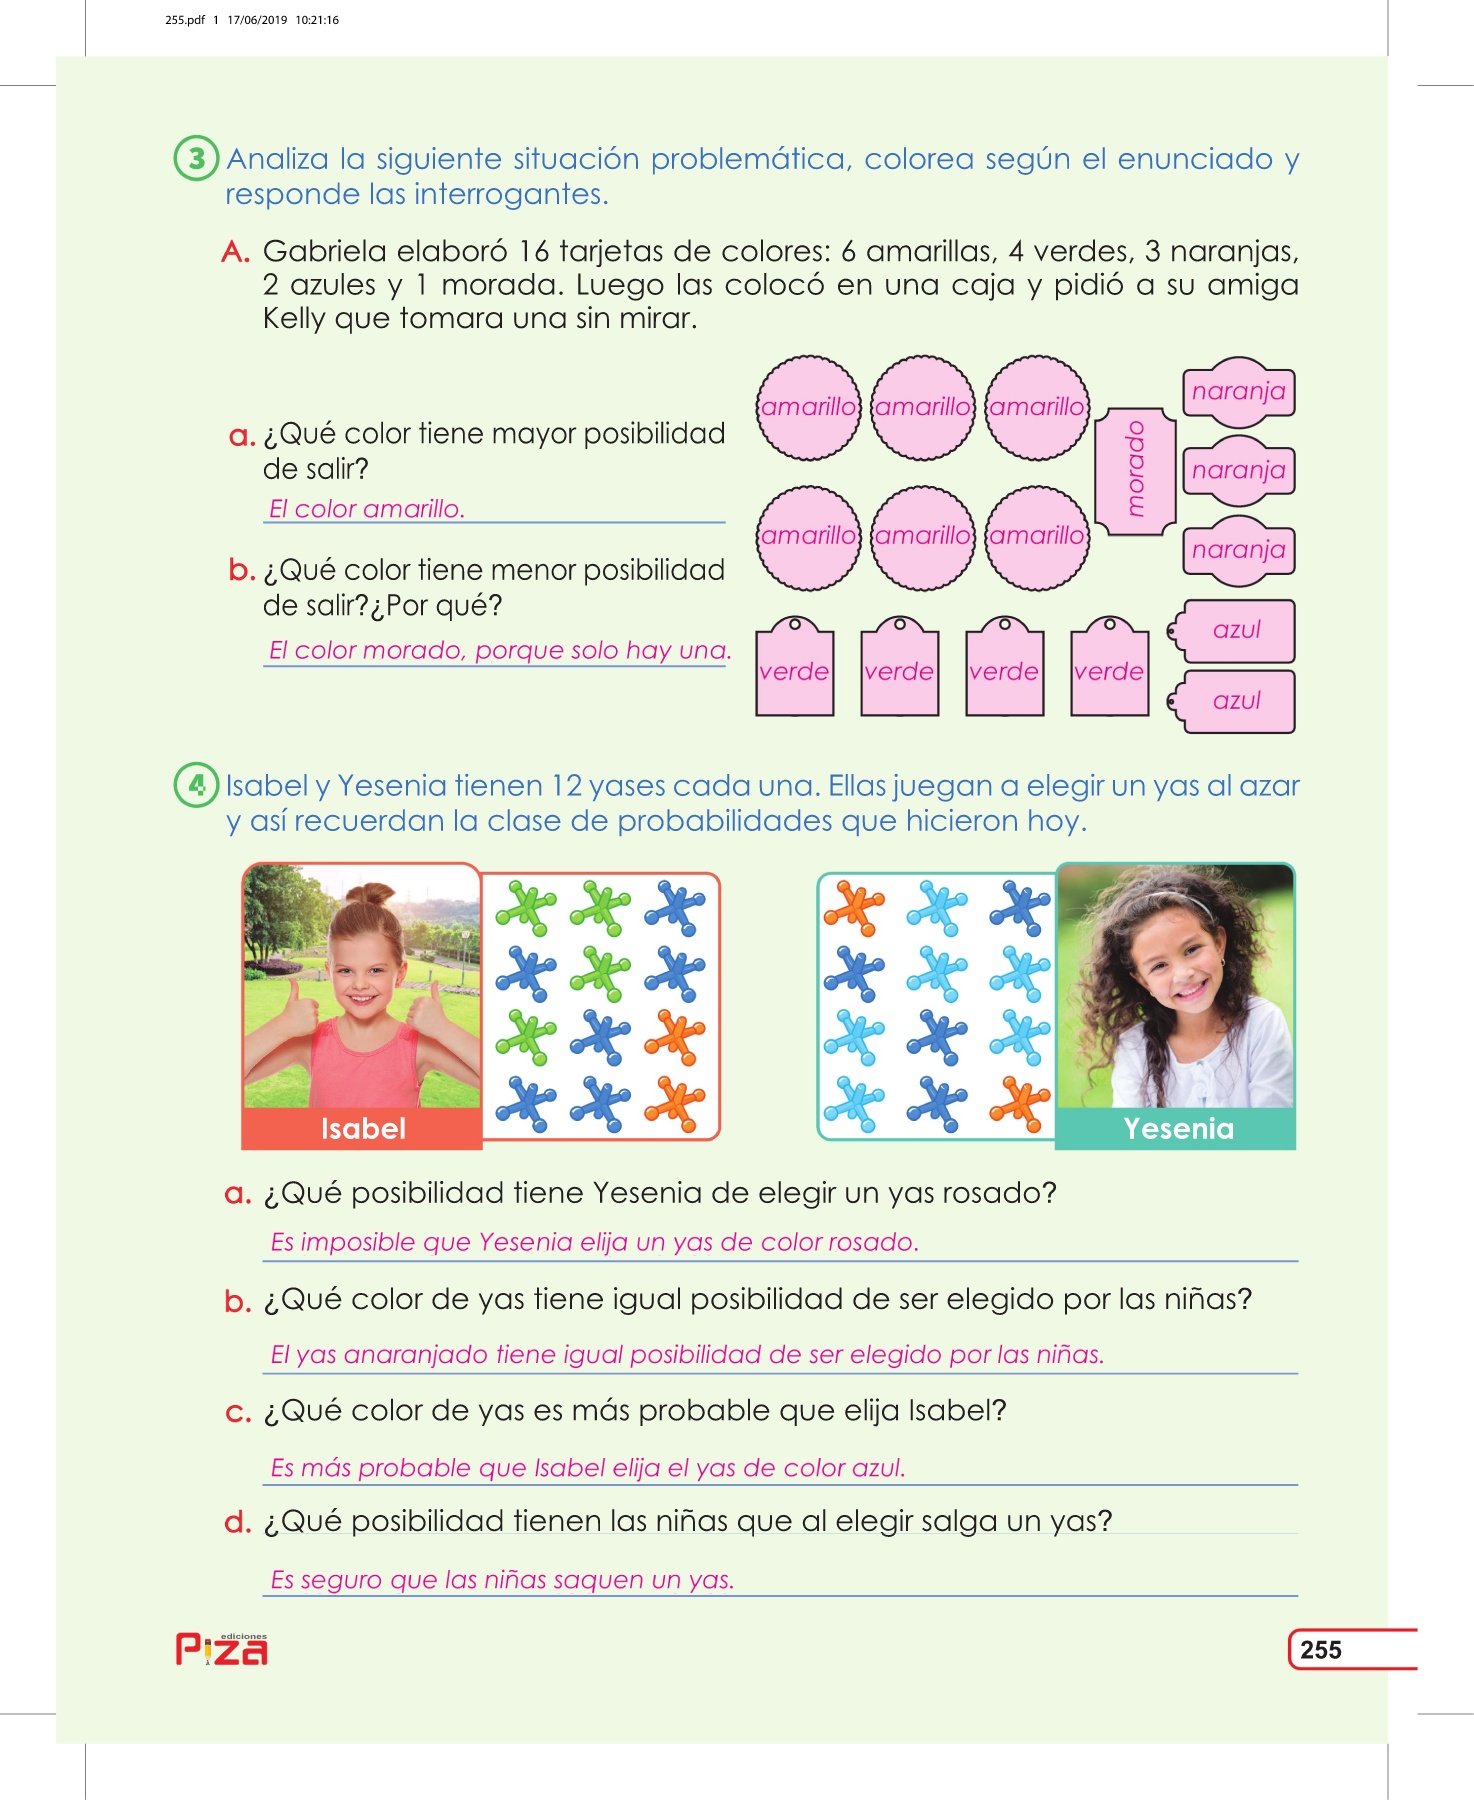 255.pdf 1 17/06/2019 10:21:16
3 Analiza la siguiente situación problemática, colorea según el enunciado y
responde las interrogantes.
A. Gabriela elaboró 16 tarjetas de colores: 6 amarillas, 4 verdes, 3 naranjas,
2 azules y 1 morada. Luego las colocó en una caja y pidió a su amiga
Kelly que tomara una sin mirar.
a. ¿Qué color tiene mayor posibilidad
de salir?
El color amarillo.
b. ¿Qué color tiene menor posibilidad
de salir?¿Por qué?
El color morado, porque solo hay una.
amarillo amarillo amarillo
amarillo amarillo amarillo
morado
naranja
naranja
naranja
verde verde verde verde
azul
azul
4 Isabel y Yesenia tienen 12 yases cada una. Ellas juegan a elegir un yas al azar
y así recuerdan la clase de probabilidades que hicieron hoy.
Isabel
Yesenia
a. ¿Qué posibilidad tiene Yesenia de elegir un yas rosado?
Es imposible que Yesenia elija un yas de color rosado.
b. ¿Qué color de yas tiene igual posibilidad de ser elegido por las niñas?
El yas anaranjado tiene igual posibilidad de ser elegido por las niñas.
c. ¿Qué color de yas es más probable que elija Isabel?
Es más probable que Isabel elija el yas de color azul.
d. ¿Qué posibilidad tienen las niñas que al elegir salga un yas?
Es seguro que las niñas saquen un yas.
ediciones
Piza
255